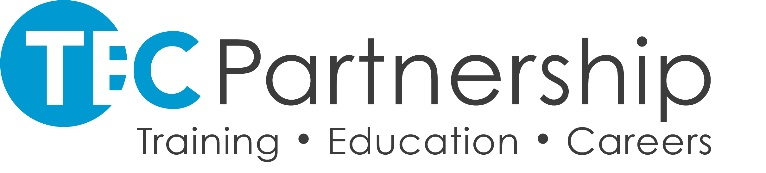 TEC Partnership
Training • Education • Careers